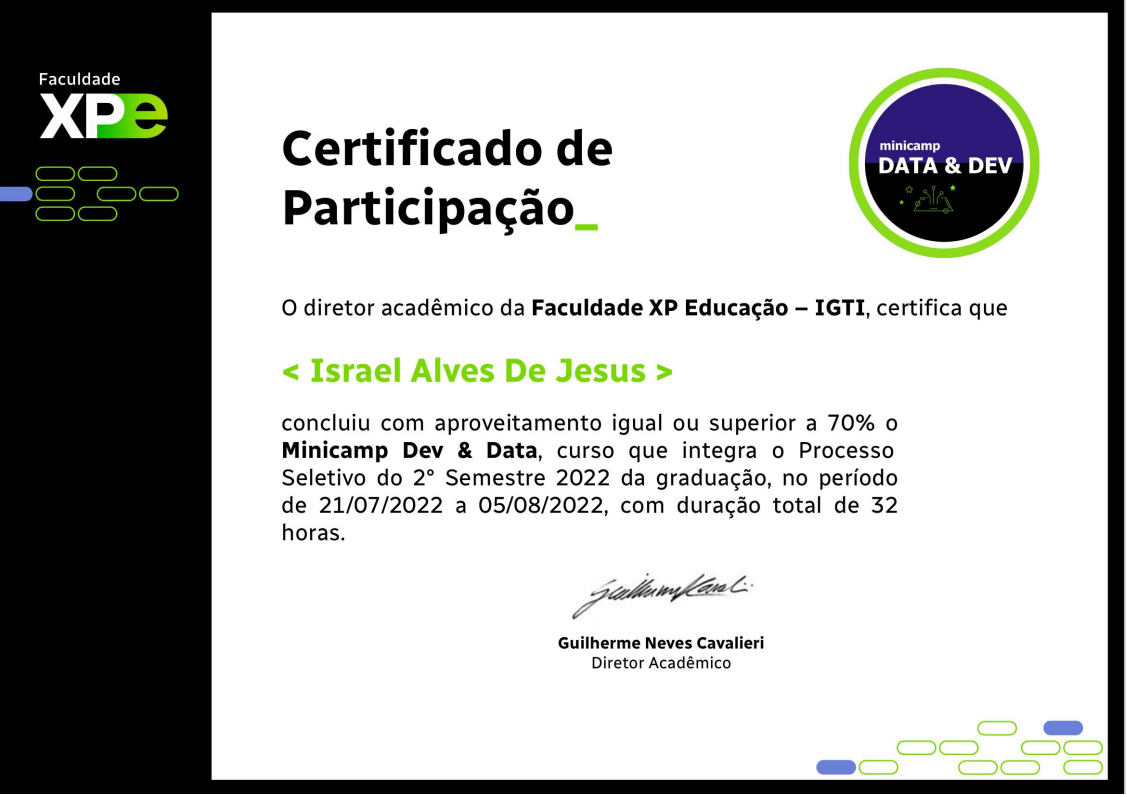 Faculdade
XPe
minicamp
DATA & DEV
Certificado de
Participação_
O diretor acadêmico da Faculdade XP Educação – IGTI, certifica que
< Israel Alves De Jesus >
concluiu com aproveitamento igual ou superior a 70% o
Minicamp Dev & Data, curso que integra o Processo
Seletivo do 2° Semestre 2022 da graduação, no período
de 21/07/2022 a 05/08/2022, com duração total de 32
horas.
Guilherme Neves Cavalieri
Diretor Acadêmico